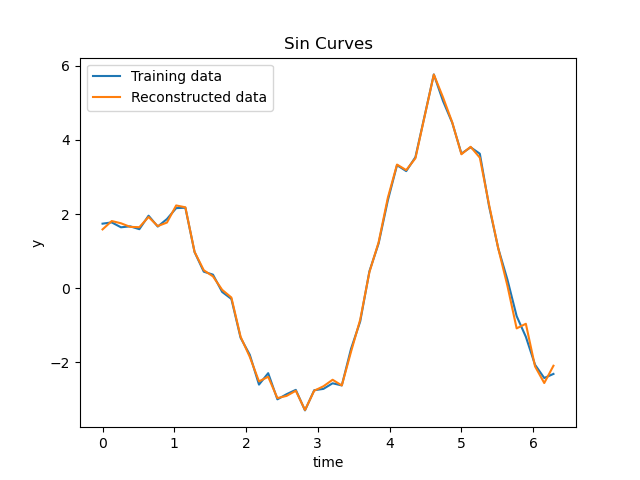 Sin Curves
Training data
Reconstructed data
6
4
2
0
−2
y
0 1 2 3 4 5 6
time